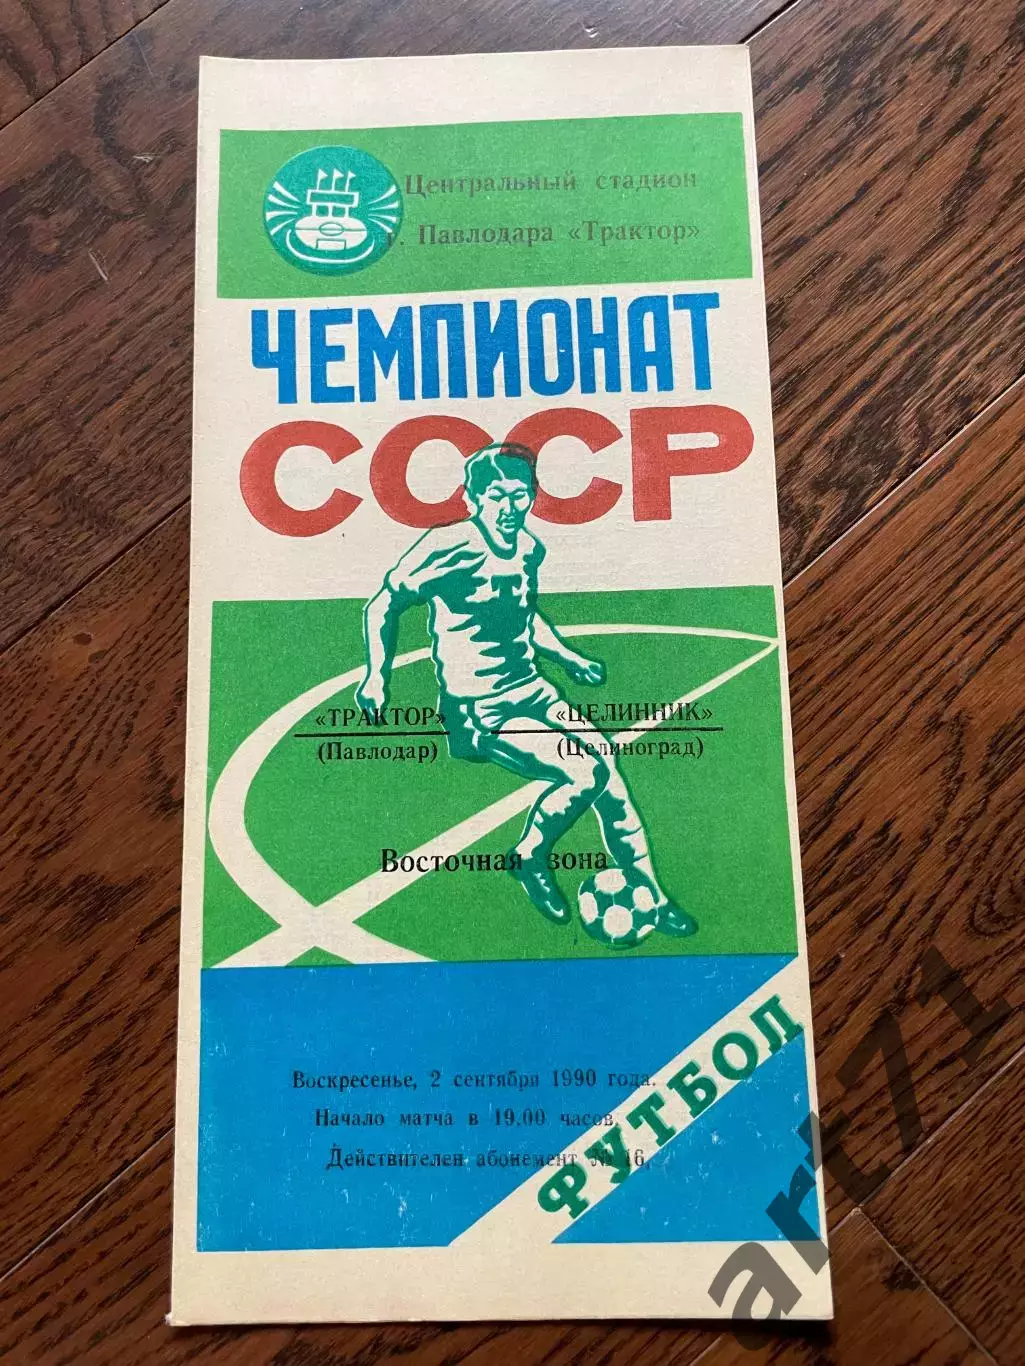 Центральный стадион
г. Павлодара «Трактор»
ЧЕМПИОНАТ
СССР
Т
«ТРАКТОР» «ЦЕЛИННИК»
(Павлодар) (Целиноград)
Восточная зона
Воскресенье, 2 сентября 1990 года.
Начало матча в 19.00 часов.
Действителен абонемент № 16.
ФУТБОЛ
art71